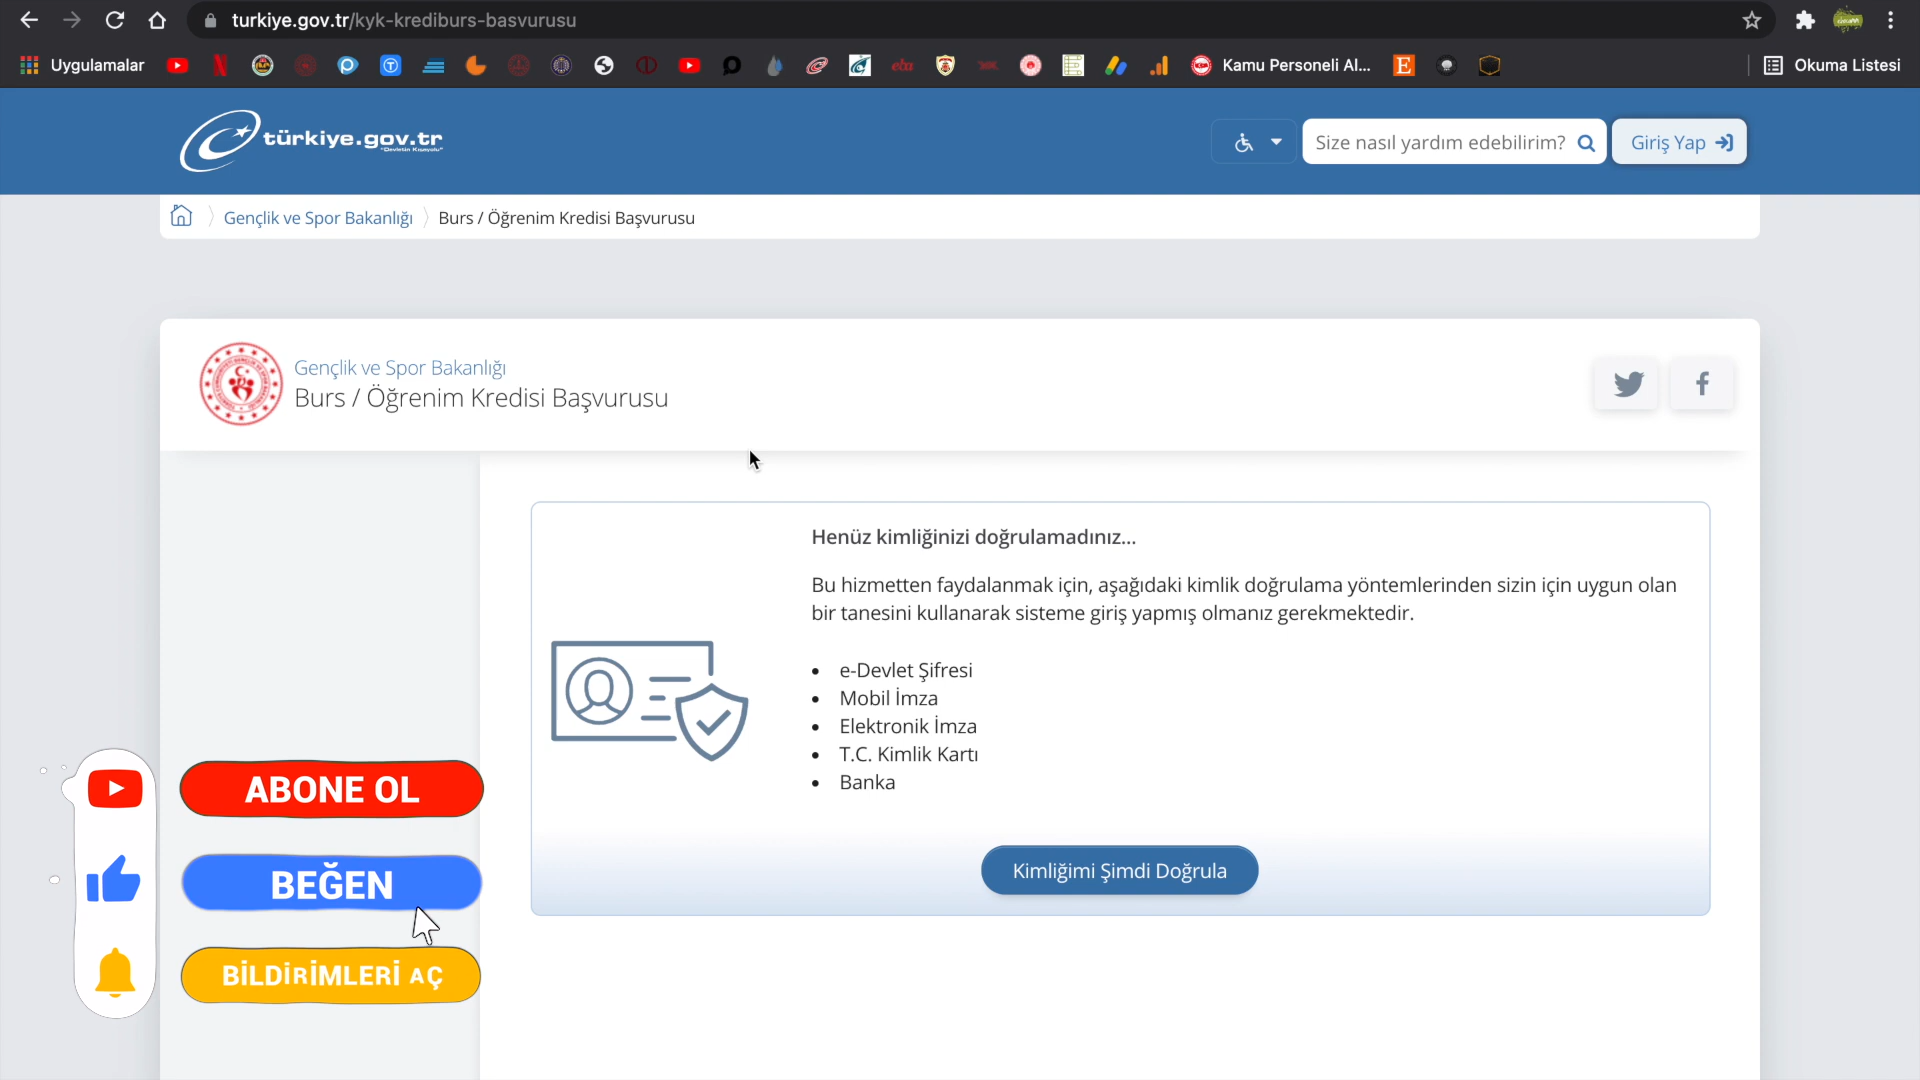 turkiye.gov.tr/kyk-krediburs-basvurusu
Uygulamalar
Kamu Personeli Al...
Okuma Listesi
türkiye.gov.tr
"Devletin Kısayolu"
Size nasıl yardım edebilirim?
Giriş Yap
Gençlik ve Spor Bakanlığı
Burs / Öğrenim Kredisi Başvurusu
Gençlik ve Spor Bakanlığı
Burs / Öğrenim Kredisi Başvurusu
Henüz kimliğinizi doğrulamadınız...
Bu hizmetten faydalanmak için, aşağıdaki kimlik doğrulama yöntemlerinden sizin için uygun olan
bir tanesini kullanarak sisteme giriş yapmış olmanız gerekmektedir.
• e-Devlet Şifresi
• Mobil İmza
• Elektronik İmza
• T.C. Kimlik Kartı
• Banka
Kimliğimi Şimdi Doğrula
ABONE OL
BEĞEN
BİLDİRİMLERİ AÇ